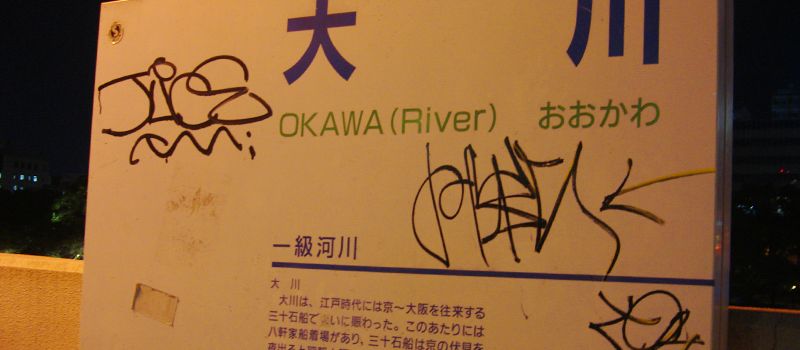 大川
OKAWA(River) おおかわ
一級河川
大 川
大川は、江戸時代には京〜大阪を往来する
三十石船で大いに賑わった。このあたりには
八軒家船着場があり、三十石船は京の伏見を